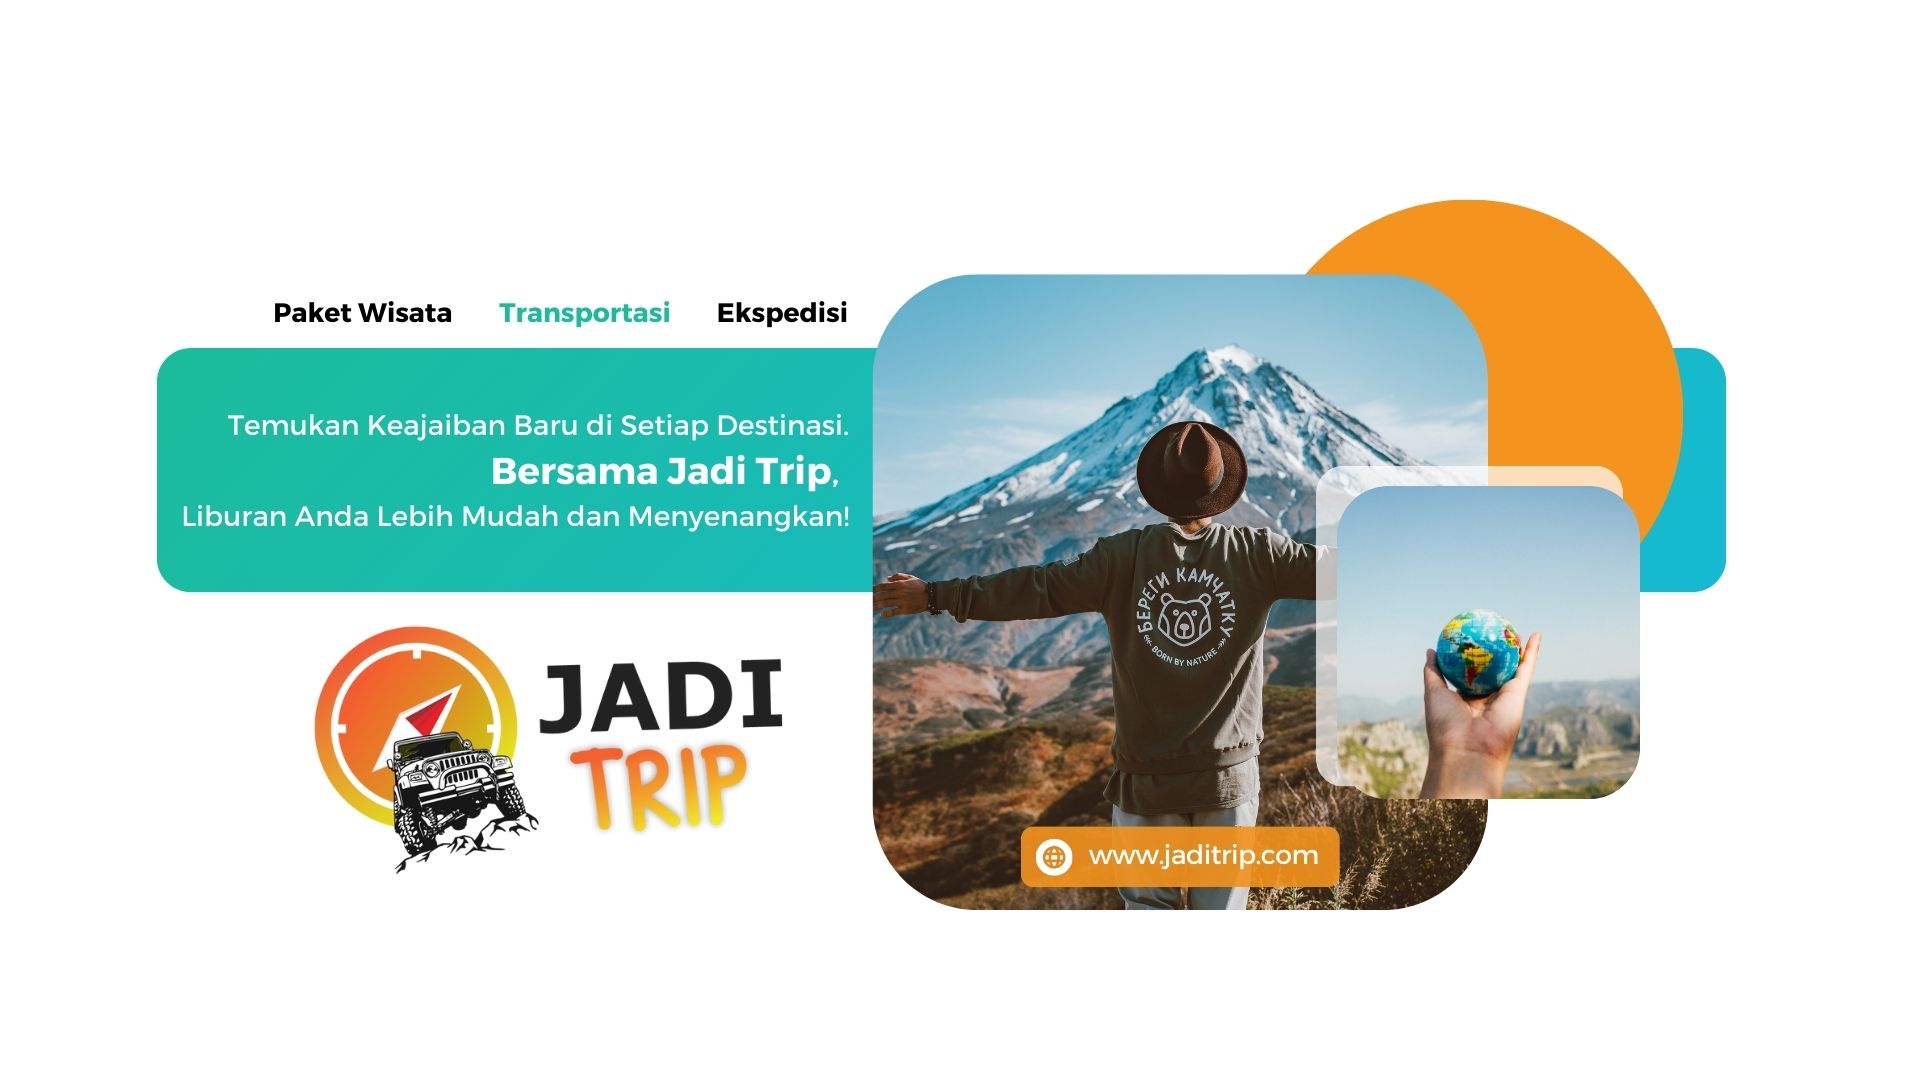 Paket Wisata Transportasi Ekspedisi
Temukan Keajaiban Baru di Setiap Destinasi.
Bersama Jadi Trip,
Liburan Anda Lebih Mudah dan Menyenangkan!
JADI
TRIP
БЕРЕГИ КАМЧАТКУ
BORN BY NATURE
www.jaditrip.com